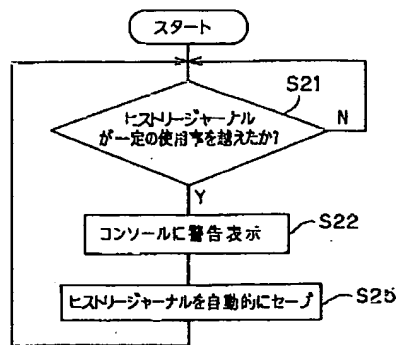 スタート
S21
ヒストリージャーナル
が一定の使用率を越えたか?
N
Y
コンソールに警告表示
S22
ヒストリージャーナルを自動的にセーブ
S25